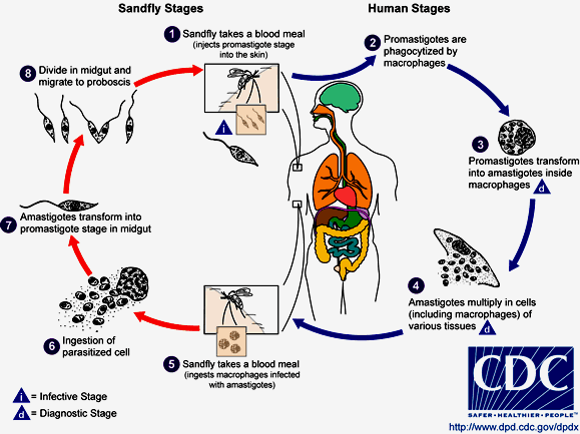 Sandfly Stages
Human Stages
1 Sandfly takes a blood meal
(injects promastigote stage
into the skin)
i
2 Promastigotes are
phagocytized by
macrophages
3
Promastigotes transform
into amastigotes inside
macrophages d
4
Amastigotes multiply in cells
(including macrophages) of
various tissues d
5 Sandfly takes a blood meal
(ingests macrophages infected
with amastigotes)
6 Ingestion of
parasitized cell
7 Amastigotes transform into
promastigote stage in midgut
8 Divide in midgut and
migrate to proboscis
i = Infective Stage
d = Diagnostic Stage
CDC
SAFER • HEALTHIER • PEOPLE™
http://www.dpd.cdc.gov/dpdx